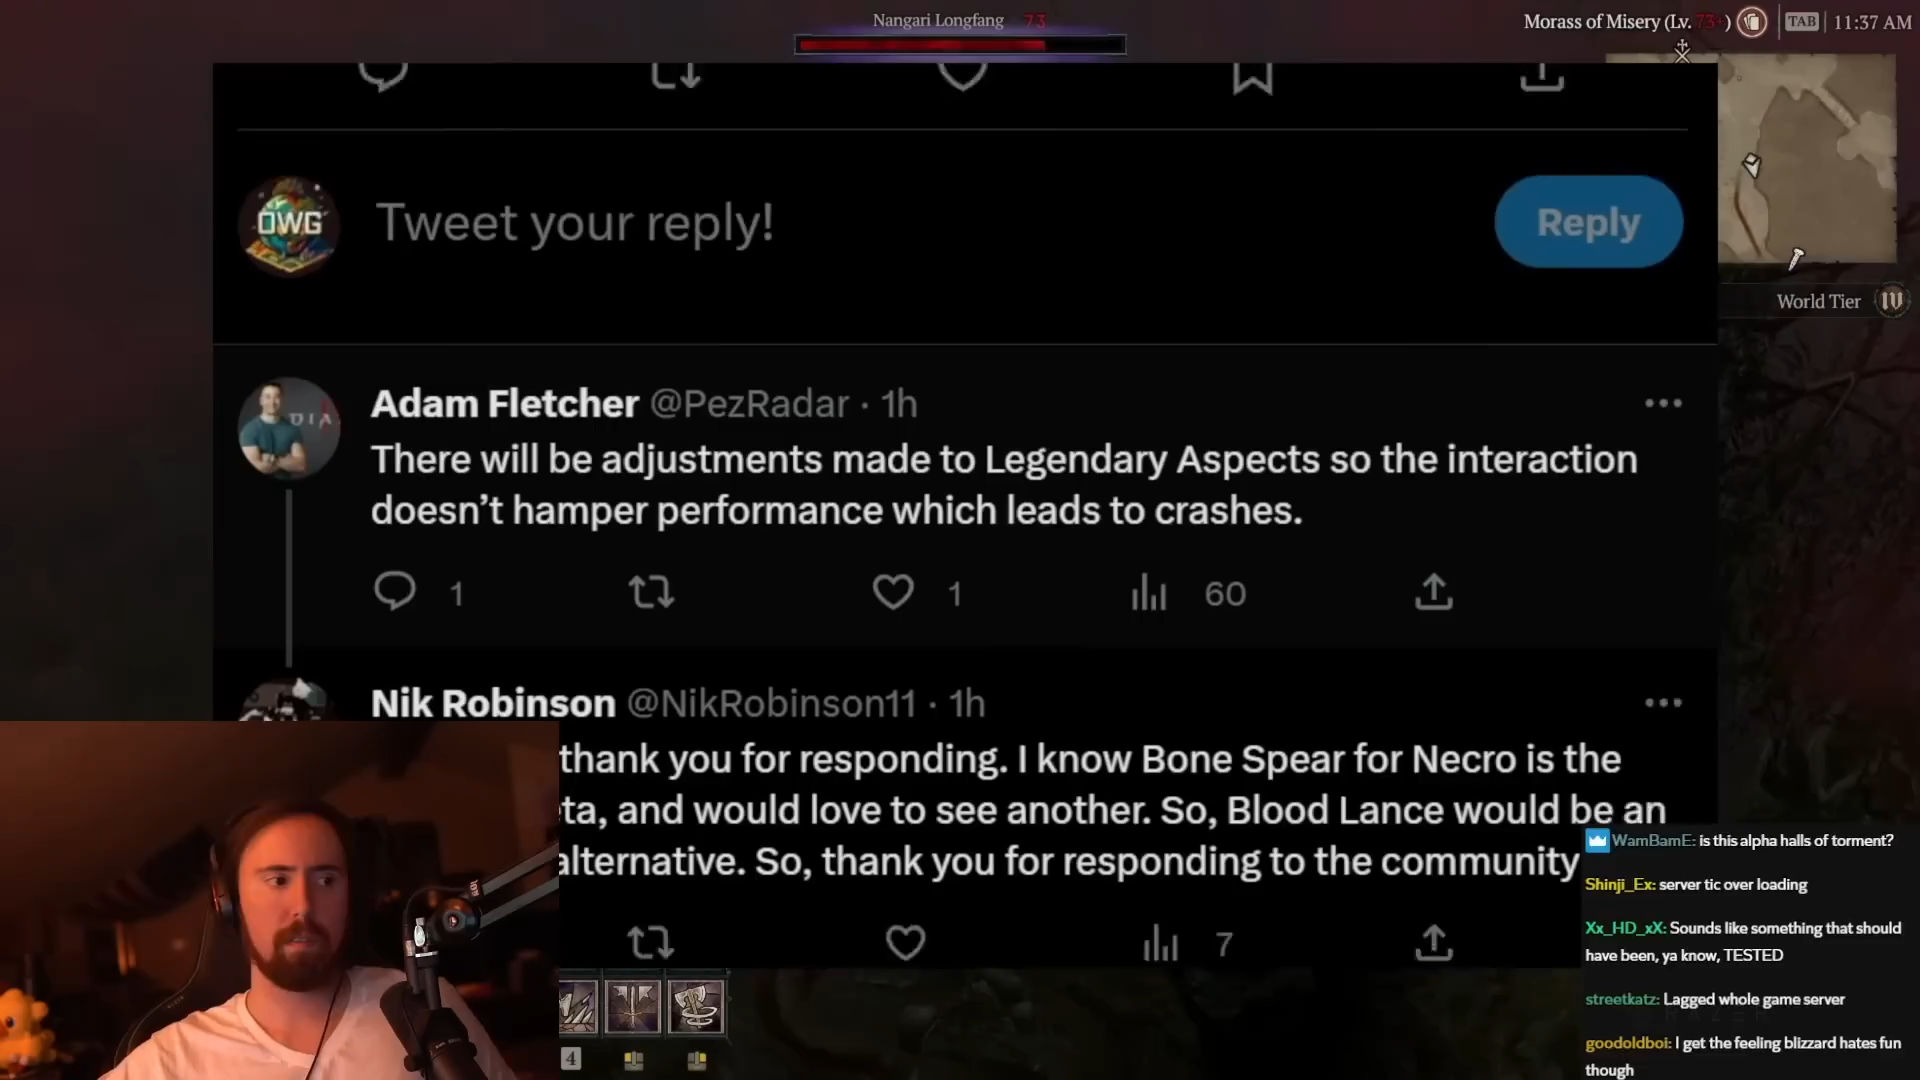 Nangari Longfang 73
Morass of Misery (Lv. 73+) TAB 11:37 AM
OWG
Tweet your reply!
Reply
World Tier IV
Adam Fletcher @PezRadar · 1h
There will be adjustments made to Legendary Aspects so the interaction
doesn’t hamper performance which leads to crashes.
1 1 60
Nik Robinson @NikRobinson11 · 1h
thank you for responding. I know Bone Spear for Necro is the
ta, and would love to see another. So, Blood Lance would be an
alternative. So, thank you for responding to the community
7
WamBamE: is this alpha halls of torment?
Shinji_Ex: server tic over loading
Xx_HD_xX: Sounds like something that should
have been, ya know, TESTED
streetkatz: Lagged whole game server
goodoldboi: I get the feeling blizzard hates fun
though
4